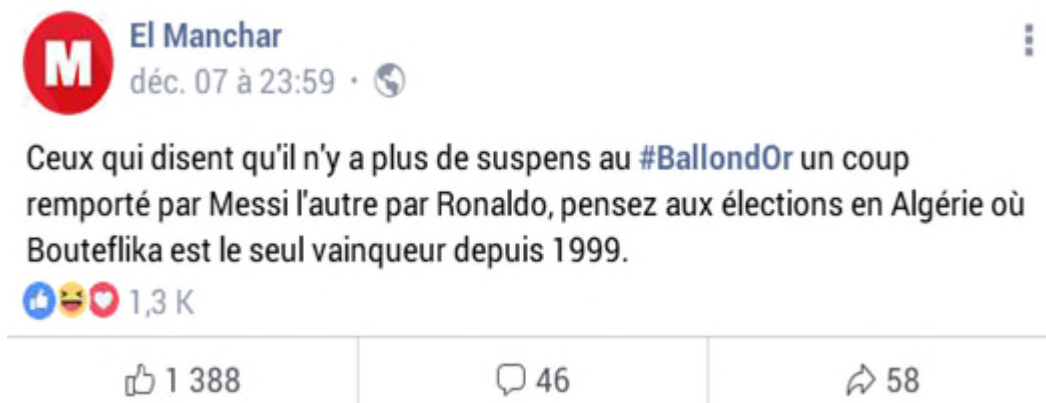 M
El Manchar
déc. 07 à 23:59 ·
Ceux qui disent qu'il n'y a plus de suspens au #BallondOr un coup
remporté par Messi l'autre par Ronaldo, pensez aux élections en Algérie où
Bouteflika est le seul vainqueur depuis 1999.
1,3 K
1 388
46
58